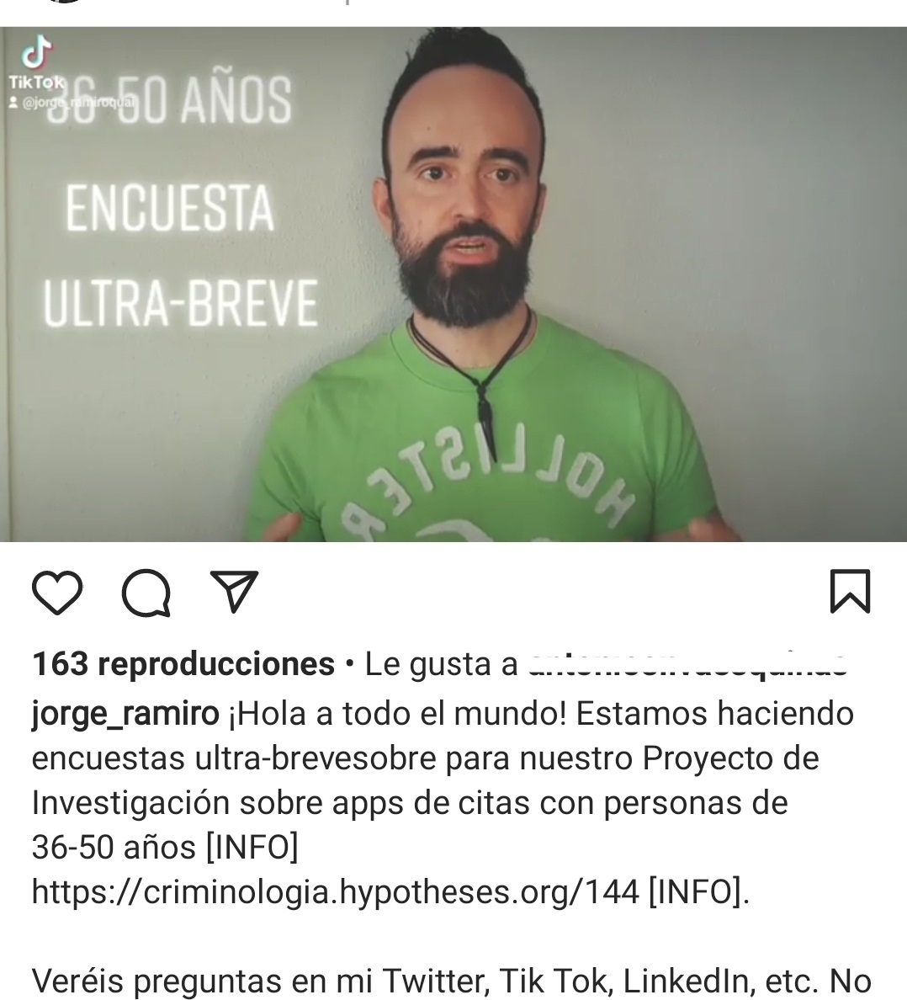 TikTok
36-50 AÑOS
@jorge_ramiroqual
ENCUESTA
ULTRA-BREVE
HOLLISTER
163 reproducciones • Le gusta a
jorge_ramiro ¡Hola a todo el mundo! Estamos haciendo
encuestas ultra-brevesobre para nuestro Proyecto de
Investigación sobre apps de citas con personas de
36-50 años [INFO]
https://criminologia.hypotheses.org/144 [INFO].
Veréis preguntas en mi Twitter, Tik Tok, LinkedIn, etc. No